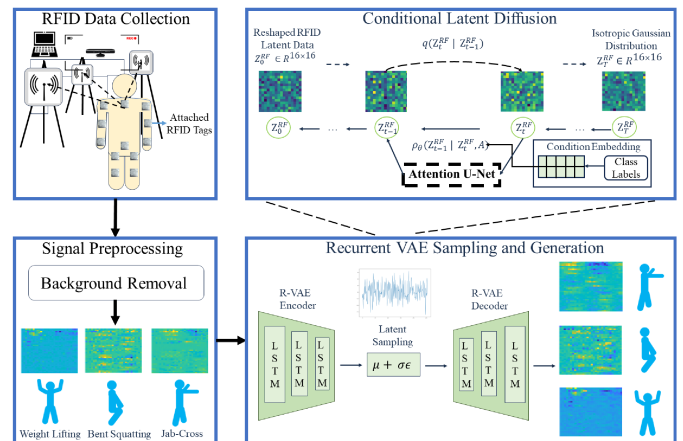 RFID Data Collection
Attached
RFID Tags
Conditional Latent Diffusion
Reshaped RFID
Latent Data
Z_0^{RF} ∈ R^{16×16}
q(Z_t^{RF} | Z_{t-1}^{RF})
Isotropic Gaussian
Distribution
Z_T^{RF} ∈ R^{16×16}
Z_0^{RF}
...
Z_{t-1}^{RF}
Z_t^{RF}
...
Z_T^{RF}
ρ_θ(Z_{t-1}^{RF} | Z_t^{RF}, A)
Attention U-Net
Condition Embedding
Class
Labels
Signal Preprocessing
Background Removal
Weight Lifting
Bent Squatting
Jab-Cross
Recurrent VAE Sampling and Generation
R-VAE
Encoder
LSTM
LSTM
LSTM
Latent
Sampling
μ + σϵ
R-VAE
Decoder
LSTM
LSTM
LSTM